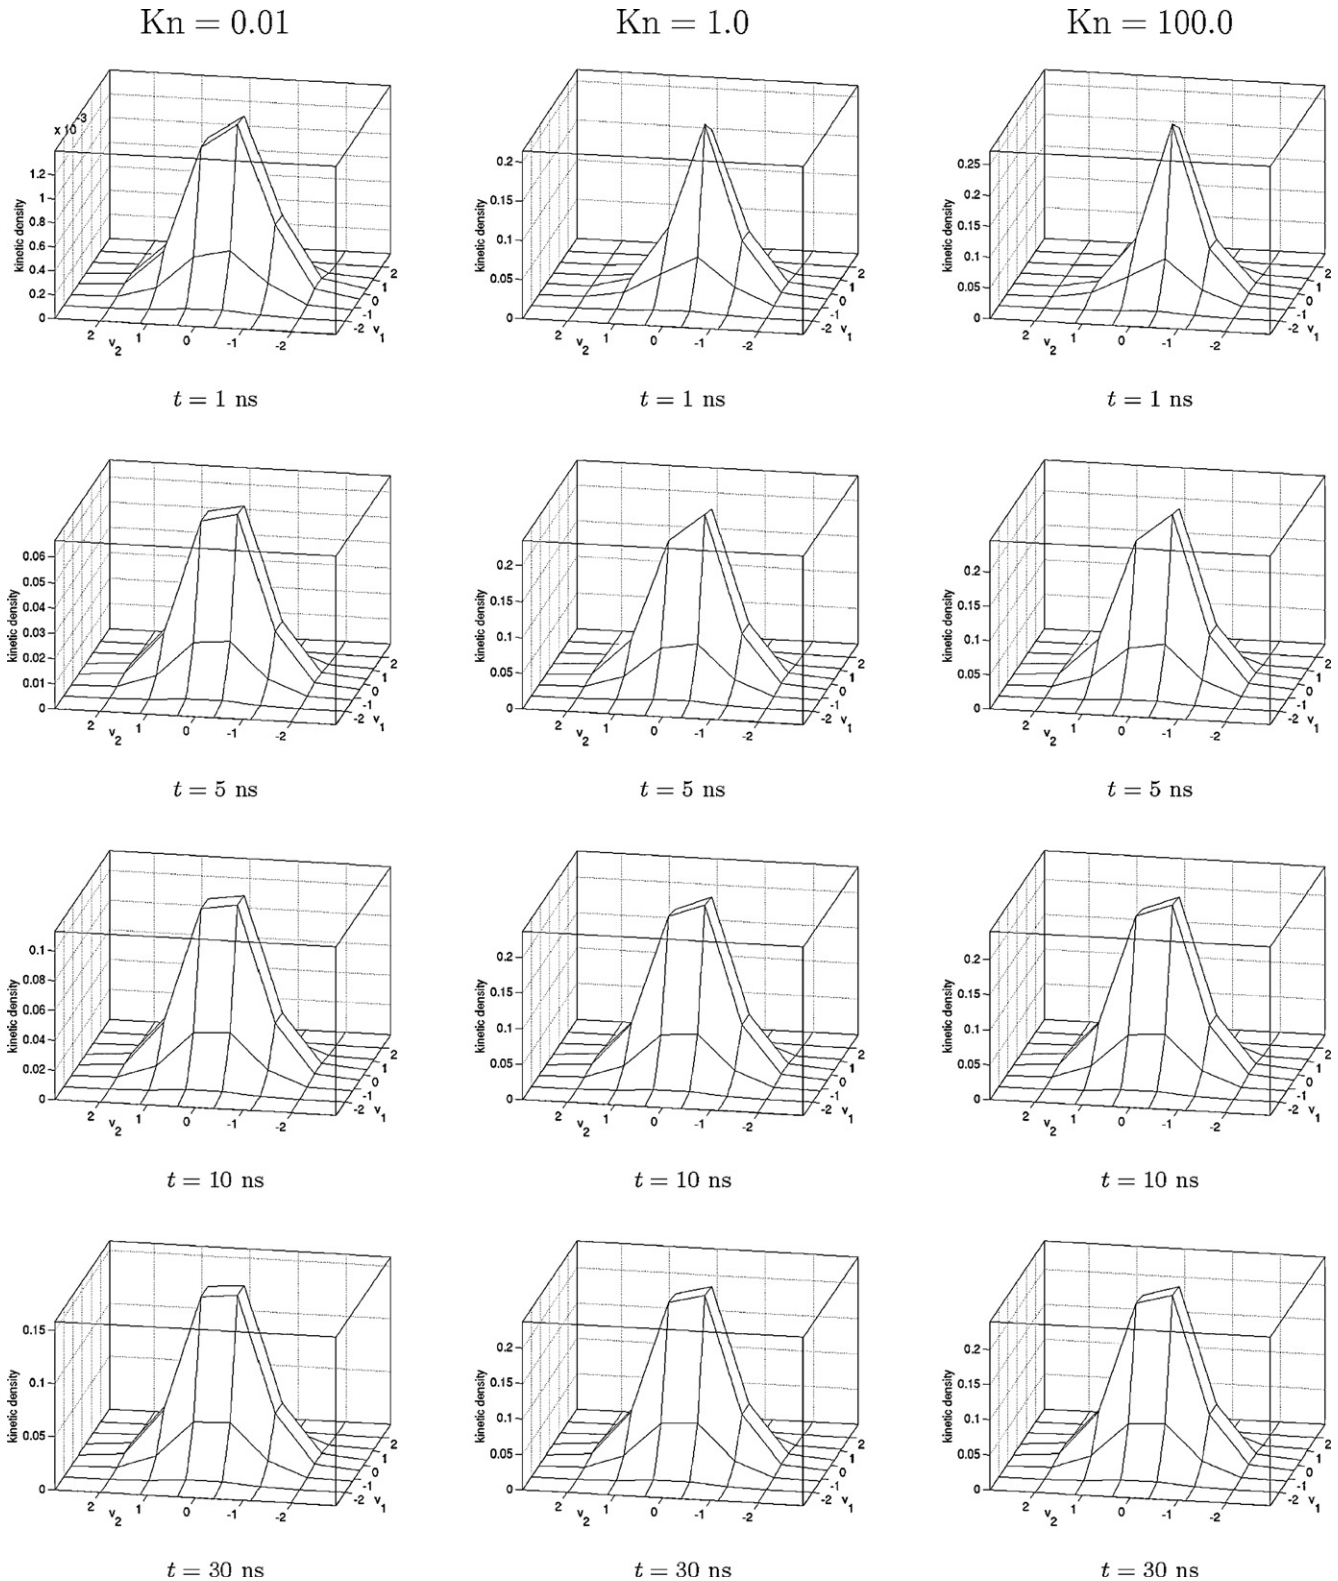 Kn = 0.01 Kn = 1.0 Kn = 100.0
x 10 -3
1.2
1
0.8
0.6
0.4
0.2
0
kinetic density
2 1 0 -1 -2
v2
2
1
0
-1
-2
v1
0.2
0.15
0.1
0.05
0
kinetic density
2 1 0 -1 -2
v2
2
1
0
-1
-2
v1
0.25
0.2
0.15
0.1
0.05
0
kinetic density
2 1 0 -1 -2
v2
2
1
0
-1
-2
v1
t = 1 ns t = 1 ns t = 1 ns
0.06
0.05
0.04
0.03
0.02
0.01
0
kinetic density
2 1 0 -1 -2
v2
2
1
0
-1
-2
v1
0.2
0.15
0.1
0.05
0
kinetic density
2 1 0 -1 -2
v2
2
1
0
-1
-2
v1
0.2
0.15
0.1
0.05
0
kinetic density
2 1 0 -1 -2
v2
2
1
0
-1
-2
v1
t = 5 ns t = 5 ns t = 5 ns
0.1
0.08
0.06
0.04
0.02
0
kinetic density
2 1 0 -1 -2
v2
2
1
0
-1
-2
v1
0.2
0.15
0.1
0.05
0
kinetic density
2 1 0 -1 -2
v2
2
1
0
-1
-2
v1
0.2
0.15
0.1
0.05
0
kinetic density
2 1 0 -1 -2
v2
2
1
0
-1
-2
v1
t = 10 ns t = 10 ns t = 10 ns
0.15
0.1
0.05
0
kinetic density
2 1 0 -1 -2
v2
2
1
0
-1
-2
v1
0.2
0.15
0.1
0.05
0
kinetic density
2 1 0 -1 -2
v2
2
1
0
-1
-2
v1
0.2
0.15
0.1
0.05
0
kinetic density
2 1 0 -1 -2
v2
2
1
0
-1
-2
v1
t = 30 ns t = 30 ns t = 30 ns